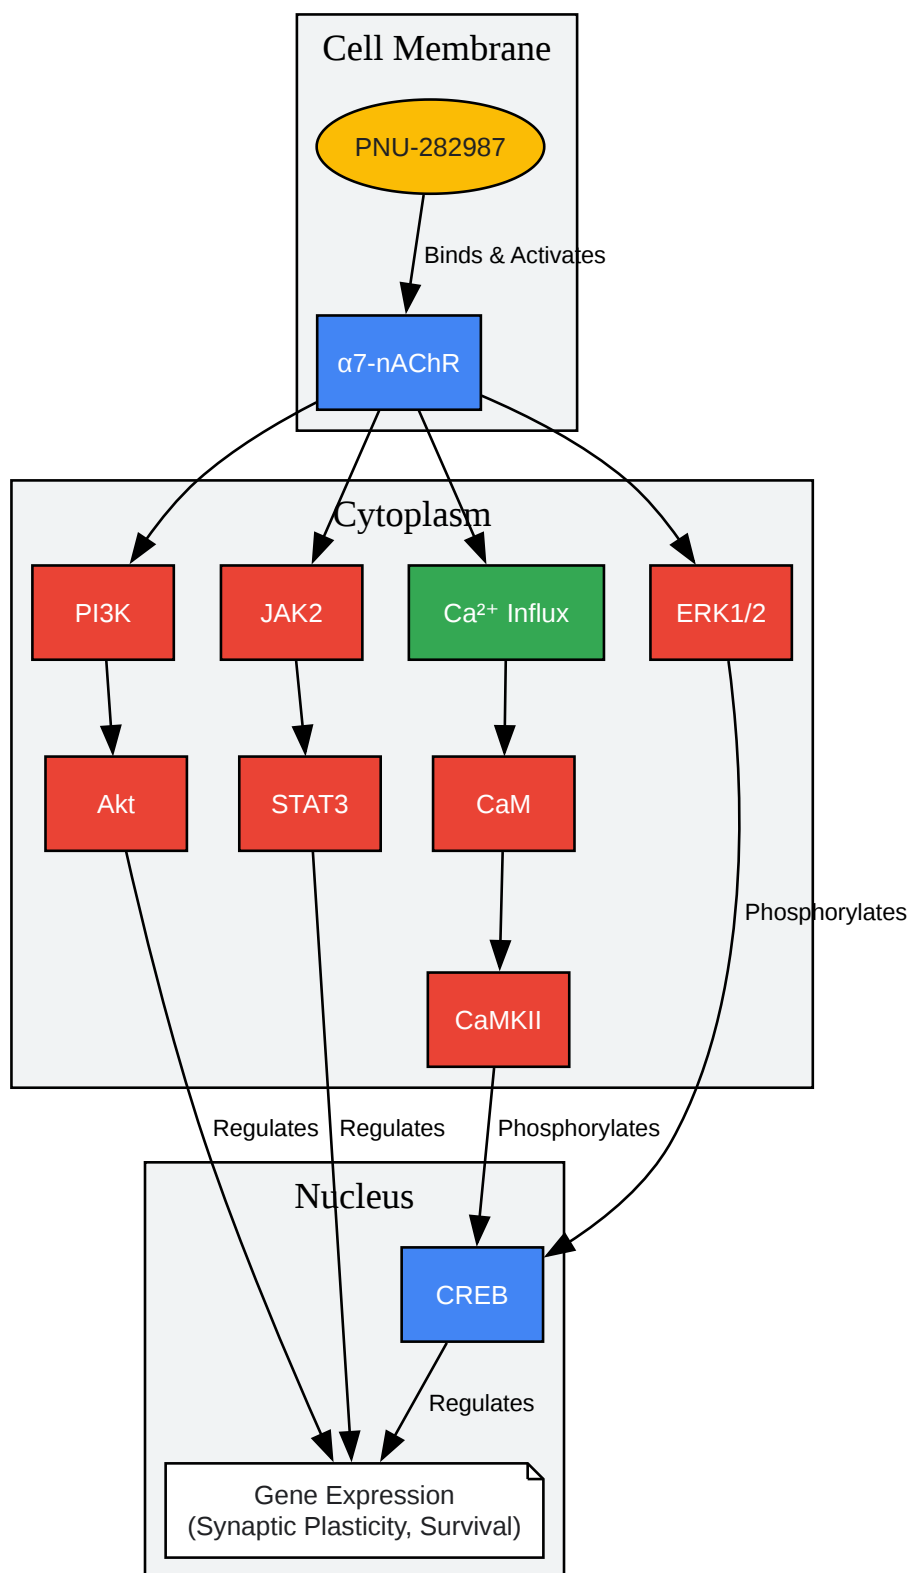 Cell Membrane
PNU-282987
Binds & Activates
α7-nAChR
Cytoplasm
PI3K
JAK2
Ca²⁺ Influx
ERK1/2
Akt
STAT3
CaM
Phosphorylates
CaMKII
Regulates
Regulates
Phosphorylates
Nucleus
CREB
Regulates
Gene Expression
(Synaptic Plasticity, Survival)